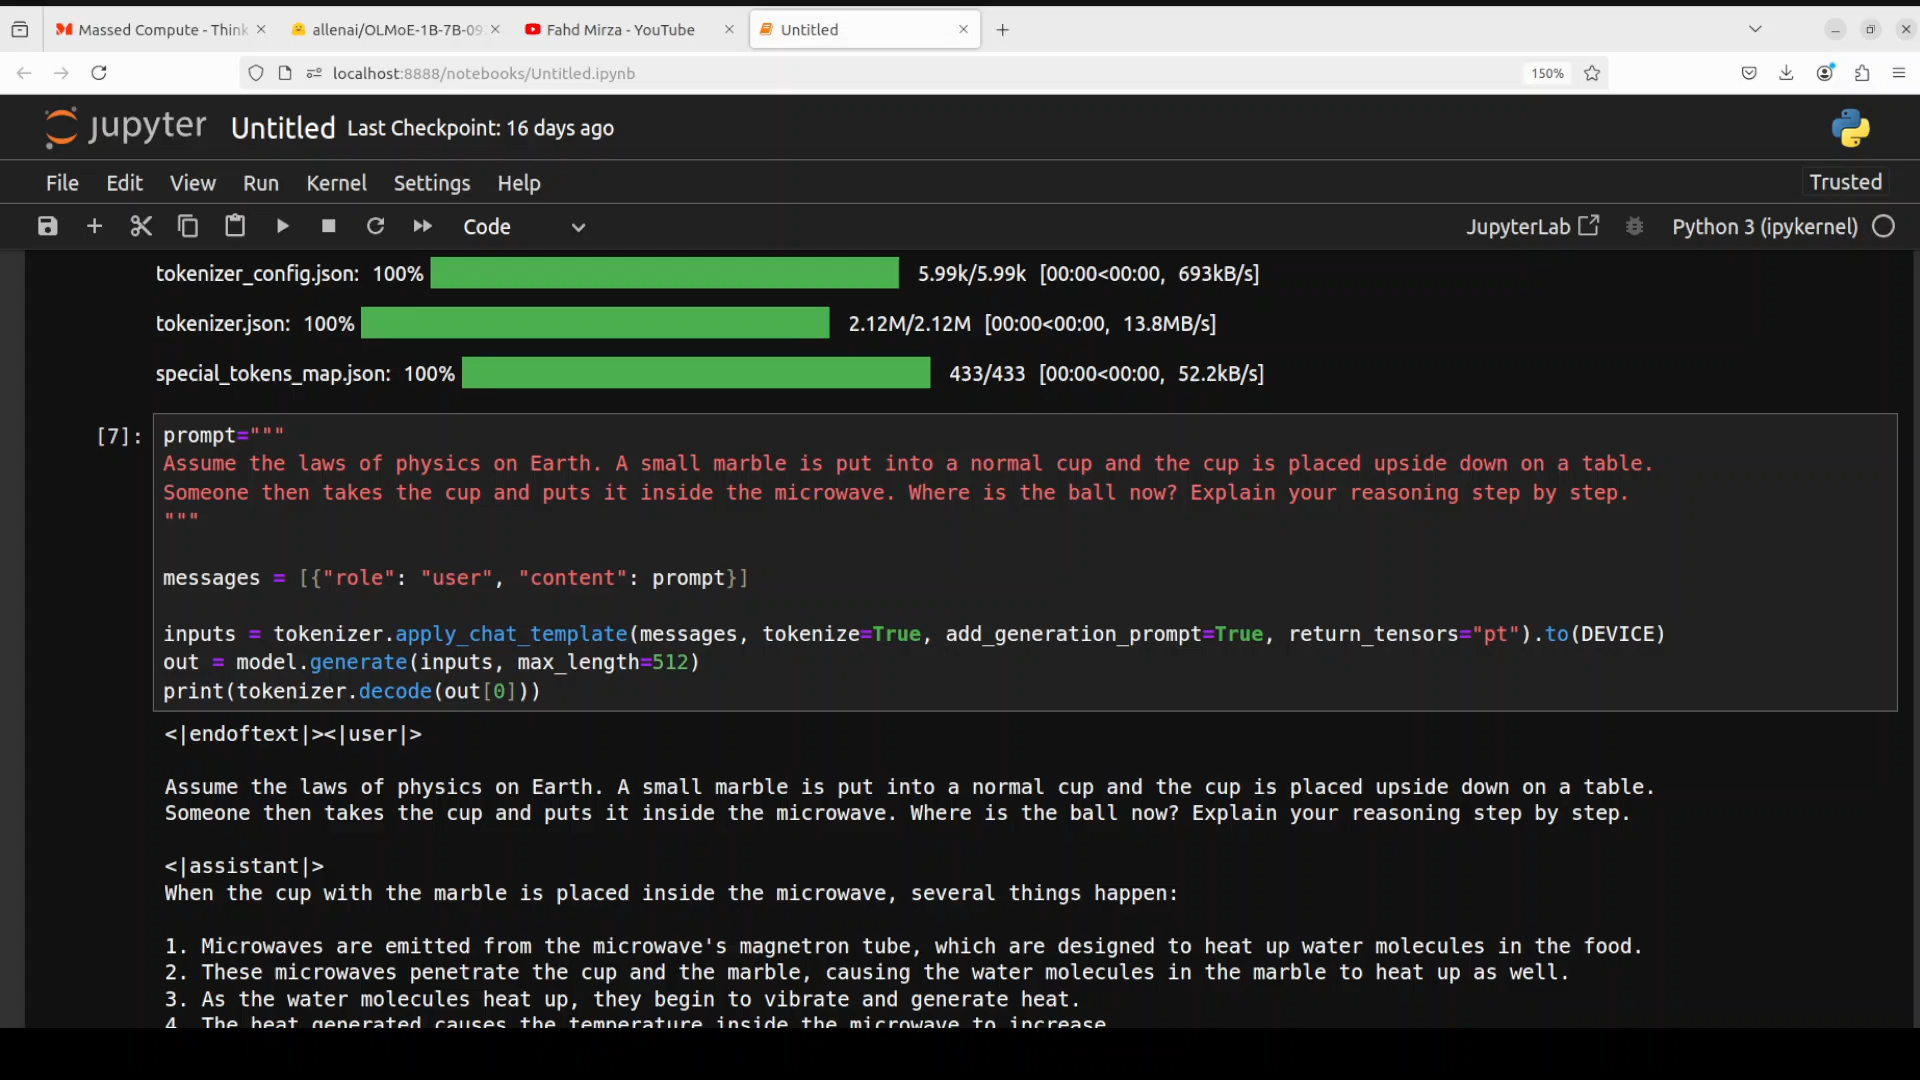 Massed Compute - Think
allenai/OLMoE-1B-7B-09
Fahd Mirza - YouTube
Untitled
localhost:8888/notebooks/Untitled.ipynb
150%
jupyter Untitled Last Checkpoint: 16 days ago
File Edit View Run Kernel Settings Help
Trusted
Code
JupyterLab
Python 3 (ipykernel)
tokenizer_config.json: 100% 5.99k/5.99k [00:00<00:00, 693kB/s]
tokenizer.json: 100% 2.12M/2.12M [00:00<00:00, 13.8MB/s]
special_tokens_map.json: 100% 433/433 [00:00<00:00, 52.2kB/s]
[7]: prompt="""
Assume the laws of physics on Earth. A small marble is put into a normal cup and the cup is placed upside down on a table.
Someone then takes the cup and puts it inside the microwave. Where is the ball now? Explain your reasoning step by step.
"""
messages = [{"role": "user", "content": prompt}]
inputs = tokenizer.apply_chat_template(messages, tokenize=True, add_generation_prompt=True, return_tensors="pt").to(DEVICE)
out = model.generate(inputs, max_length=512)
print(tokenizer.decode(out[0]))
<|endoftext|><|user|>
Assume the laws of physics on Earth. A small marble is put into a normal cup and the cup is placed upside down on a table.
Someone then takes the cup and puts it inside the microwave. Where is the ball now? Explain your reasoning step by step.
<|assistant|>
When the cup with the marble is placed inside the microwave, several things happen:
1. Microwaves are emitted from the microwave's magnetron tube, which are designed to heat up water molecules in the food.
2. These microwaves penetrate the cup and the marble, causing the water molecules in the marble to heat up as well.
3. As the water molecules heat up, they begin to vibrate and generate heat.
4. The heat generated causes the temperature inside the microwave to increase.